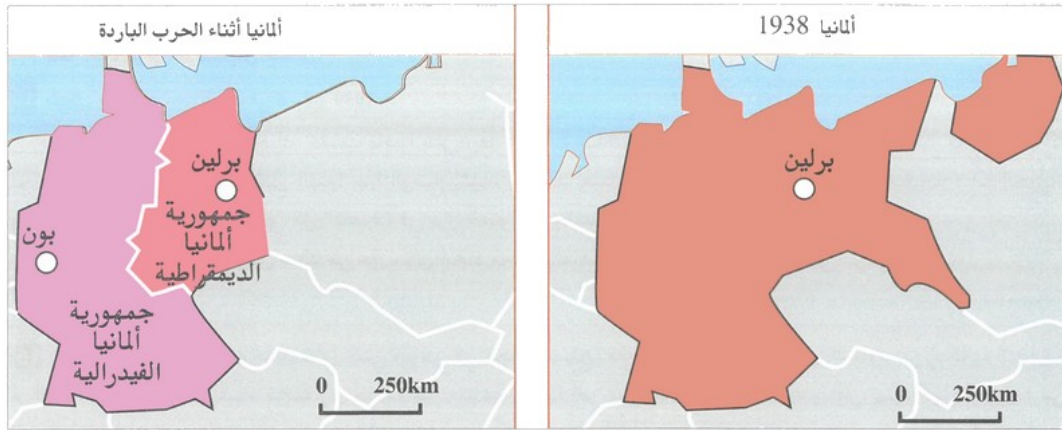 ألمانيا 1938
برلين
0 250km
ألمانيا أثناء الحرب الباردة
برلين
جمهورية
ألمانيا
الديمقراطية
بون
جمهورية
ألمانيا
الفيدرالية
0 250km